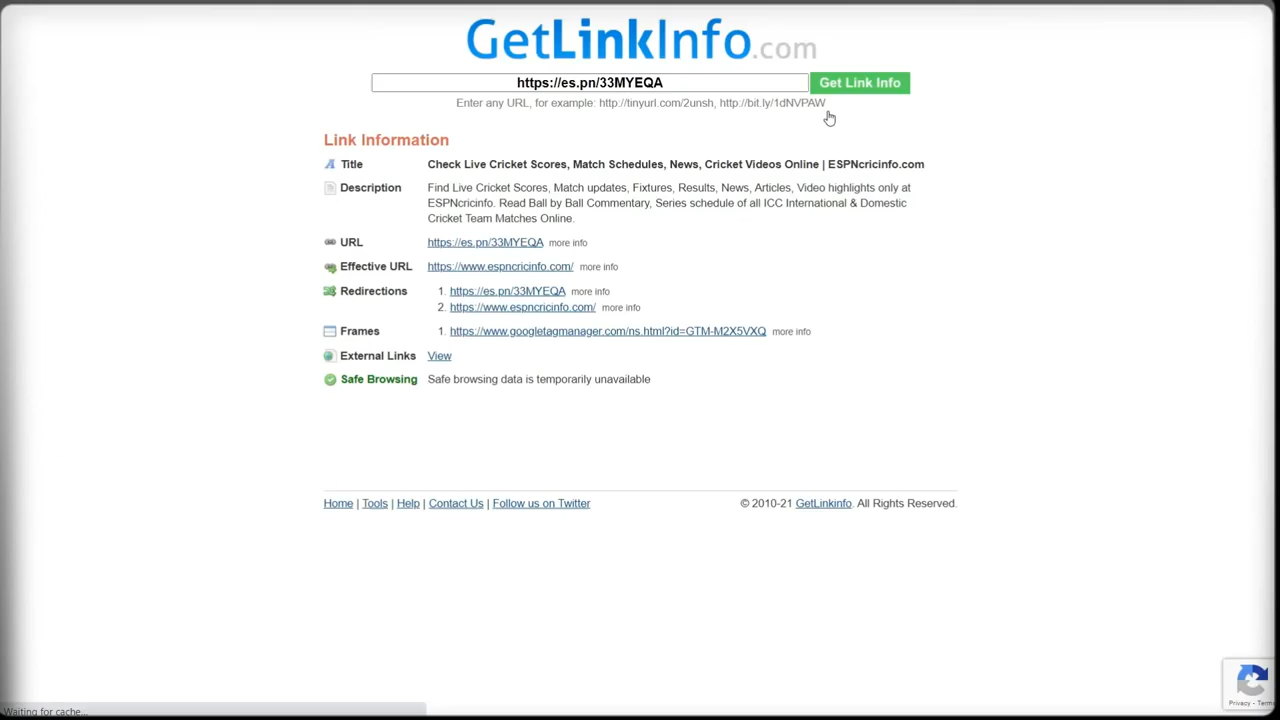 GetLinkInfo.com
https://es.pn/33MYEQA Get Link Info
Enter any URL, for example: http://tinyurl.com/2unsh, http://bit.ly/1dNVPAW
Link Information
Title Check Live Cricket Scores, Match Schedules, News, Cricket Videos Online | ESPNcricinfo.com
Description Find Live Cricket Scores, Match updates, Fixtures, Results, News, Articles, Video highlights only at
ESPNcricinfo. Read Ball by Ball Commentary, Series schedule of all ICC International & Domestic
Cricket Team Matches Online.
URL https://es.pn/33MYEQA more info
Effective URL https://www.espncricinfo.com/ more info
Redirections 1. https://es.pn/33MYEQA more info
2. https://www.espncricinfo.com/ more info
Frames 1. https://www.googletagmanager.com/ns.html?id=GTM-M2X5VXQ more info
External Links View
Safe Browsing Safe browsing data is temporarily unavailable
Home | Tools | Help | Contact Us | Follow us on Twitter © 2010-21 GetLinkinfo. All Rights Reserved.
Privacy - Terms
Waiting for cache...